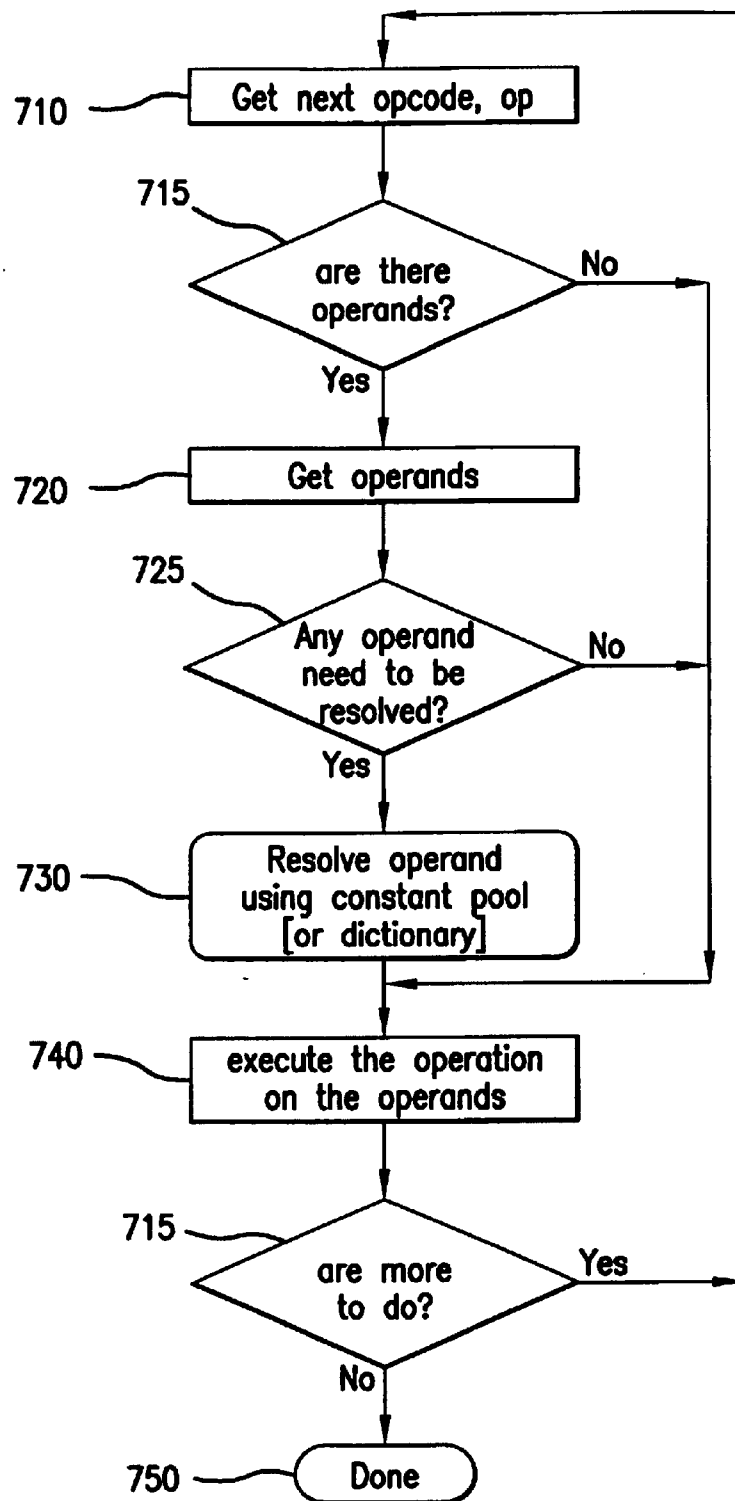 710
Get next opcode, op
715
are there
operands?
No
Yes
720
Get operands
725
Any operand
need to be
resolved?
No
Yes
730
Resolve operand
using constant pool
[or dictionary]
740
execute the operation
on the operands
715
are more
to do?
Yes
No
750
Done